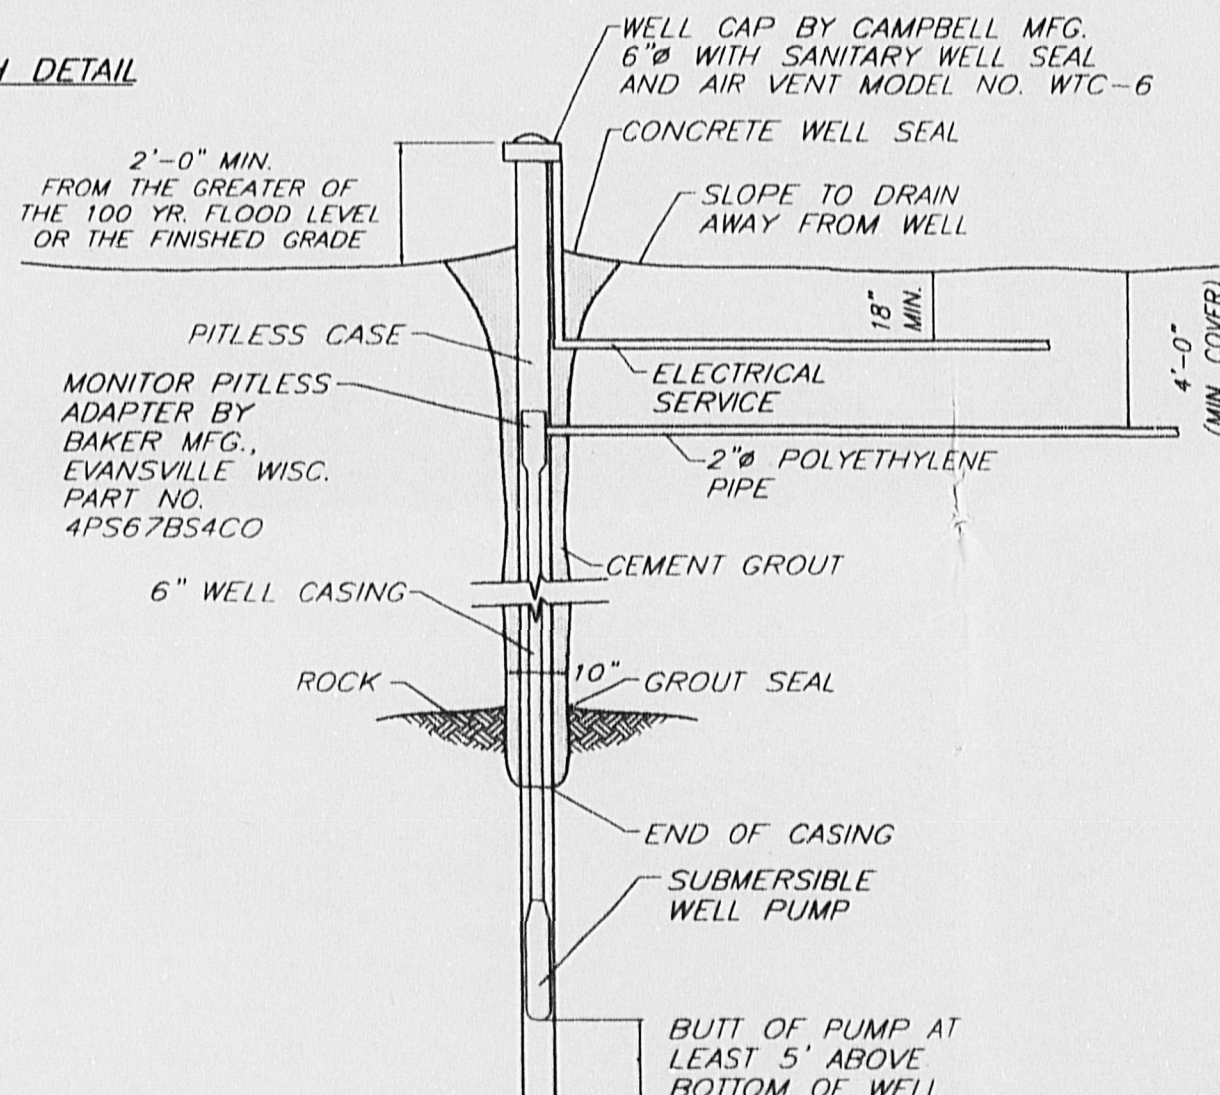 DETAIL
WELL CAP BY CAMPBELL MFG.
6"ø WITH SANITARY WELL SEAL
AND AIR VENT MODEL NO. WTC-6
CONCRETE WELL SEAL
2'-0" MIN.
FROM THE GREATER OF
THE 100 YR. FLOOD LEVEL
OR THE FINISHED GRADE
SLOPE TO DRAIN
AWAY FROM WELL
18"
MIN.
4'-0"
(MIN COVER)
PITLESS CASE
ELECTRICAL
SERVICE
MONITOR PITLESS
ADAPTER BY
BAKER MFG.,
EVANSVILLE WISC.
PART NO.
4PS67BS4CO
2"ø POLYETHYLENE
PIPE
CEMENT GROUT
6" WELL CASING
10"
ROCK
GROUT SEAL
END OF CASING
SUBMERSIBLE
WELL PUMP
BUTT OF PUMP AT
LEAST 5' ABOVE
BOTTOM OF WELL